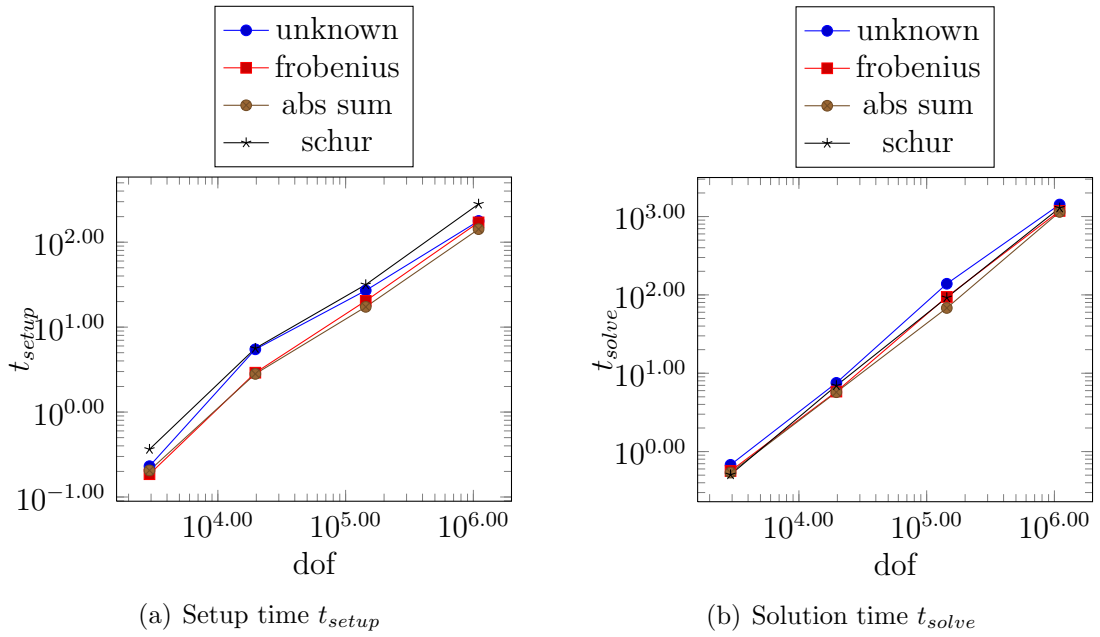 unknown
frobenius
abs sum
schur
10^2.00
10^1.00
10^0.00
10^−1.00
t_setup
10^4.00 10^5.00 10^6.00
dof
(a) Setup time t_setup
unknown
frobenius
abs sum
schur
10^3.00
10^2.00
10^1.00
10^0.00
t_solve
10^4.00 10^5.00 10^6.00
dof
(b) Solution time t_solve